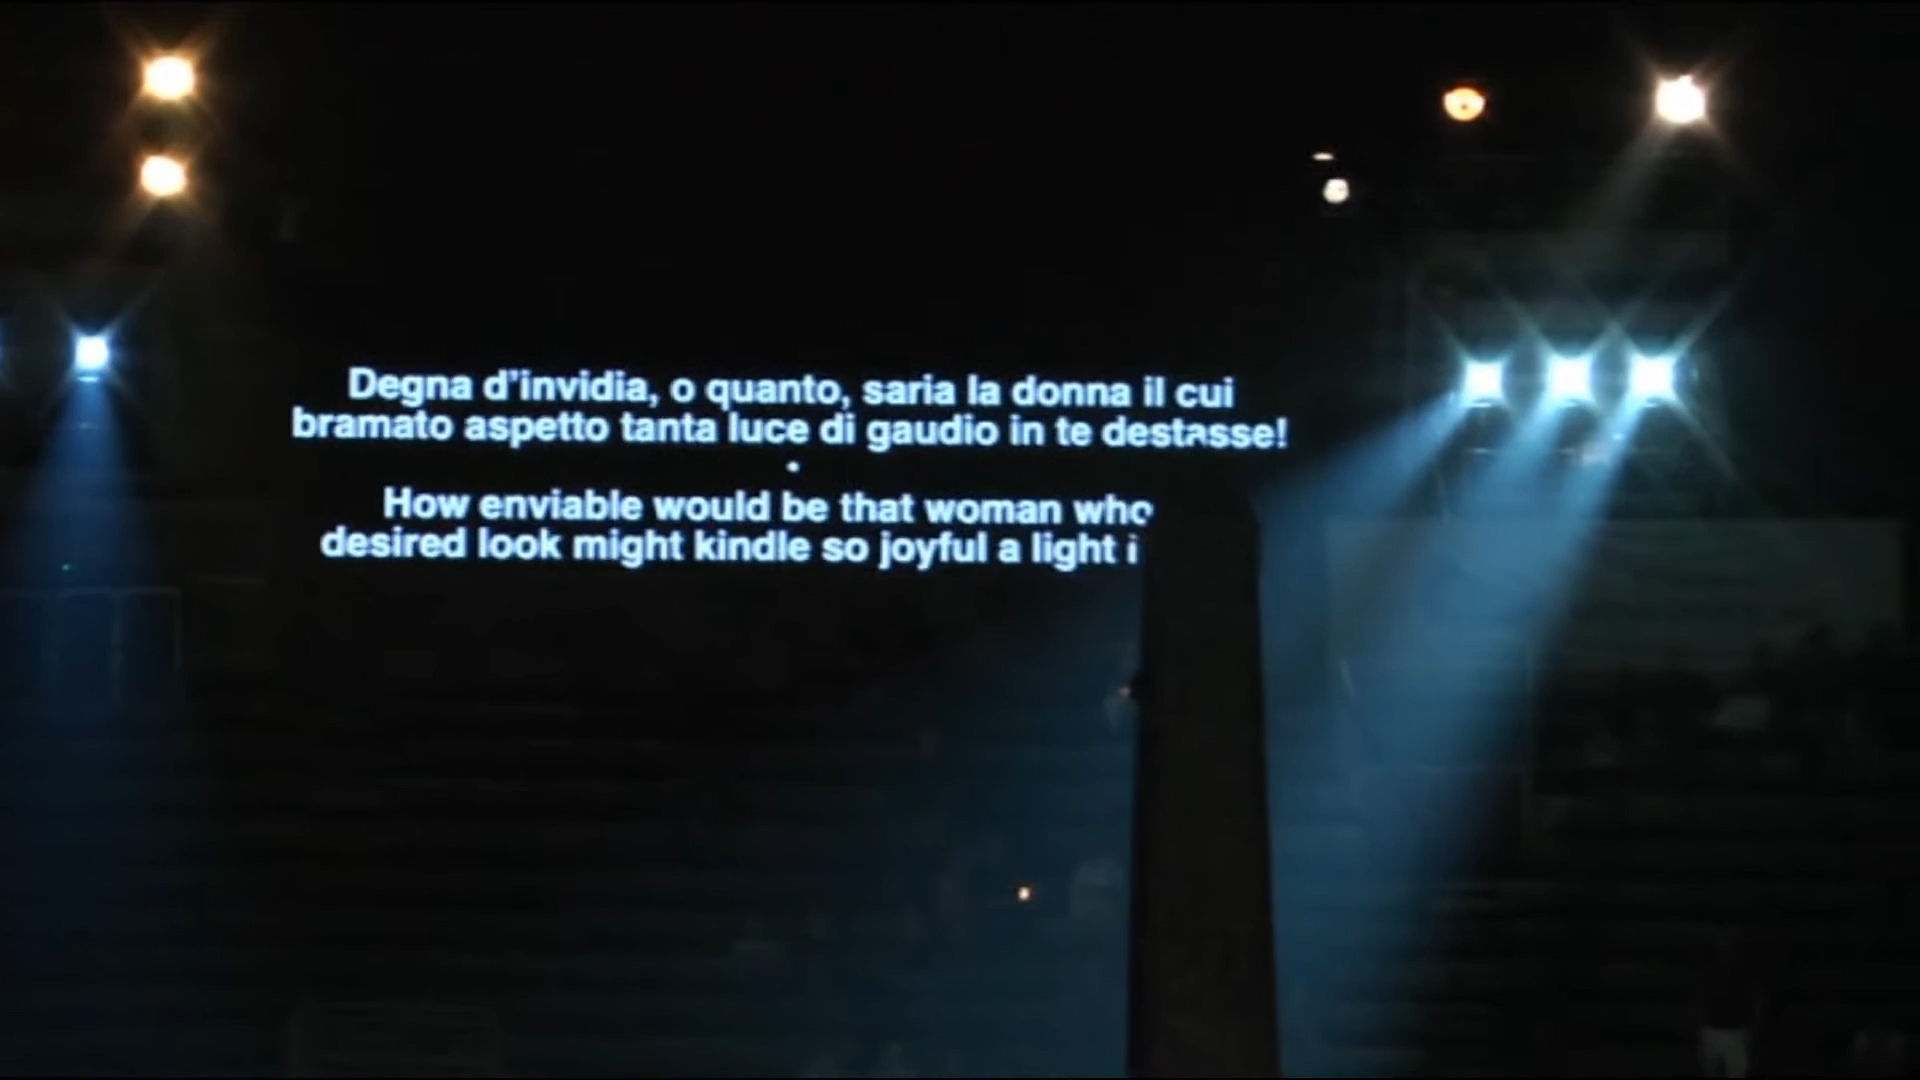 Degna d'invidia, o quanto, saria la donna il cui
bramato aspetto tanta luce di gaudio in te destasse!
How enviable would be that woman who
desired look might kindle so joyful a light i